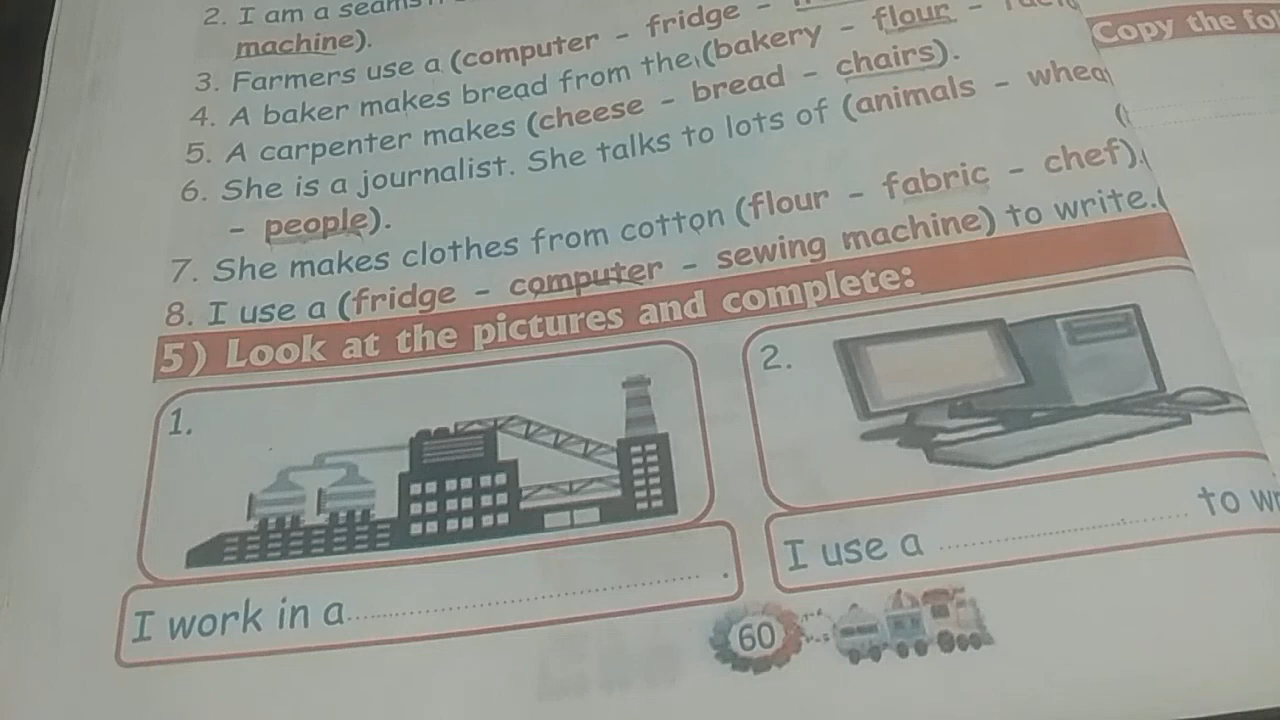 2. I am a
machine).
3. Farmers use a (computer - fridge -
4. A baker makes bread from the (bakery - flour -
5. A carpenter makes (cheese - bread - chairs).
6. She is a journalist. She talks to lots of (animals -
- people).
7. She makes clothes from cotton (flour - fabric - chef).
8. I use a (fridge - computer - sewing machine) to write.
Copy the
5) Look at the pictures and complete:
1.
2.
I work in a .
I use a to
60